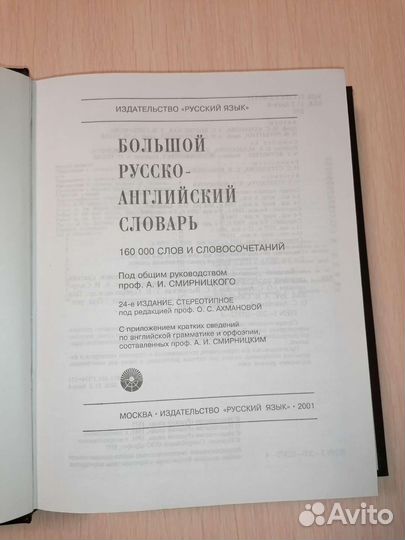 ИЗДАТЕЛЬСТВО «РУССКИЙ ЯЗЫК»
БОЛЬШОЙ
РУССКО-
АНГЛИЙСКИЙ
СЛОВАРЬ
160 000 СЛОВ И СЛОВОСОЧЕТАНИЙ
Под общим руководством
проф. А. И. СМИРНИЦКОГО
24-е ИЗДАНИЕ, СТЕРЕОТИПНОЕ
под редакцией проф. О. С. АХМАНОВОЙ
С приложением кратких сведений
по английской грамматике и орфоэпии,
составленных проф. А. И. СМИРНИЦКИМ
МОСКВА • ИЗДАТЕЛЬСТВО «РУССКИЙ ЯЗЫК» • 2001
Avito